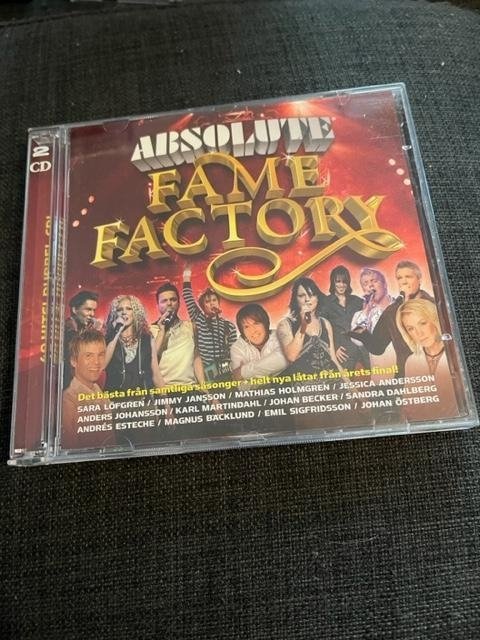 ABSOLUTE
FAME
FACTORY
2
CD
Det bästa från samtliga säsonger + helt nya låtar från årets final!
SARA LÖFGREN / JIMMY JANSSON / MATHIAS HOLMGREN / JESSICA ANDERSSON
ANDERS JOHANSSON / KARL MARTINDAHL / JOHAN BECKER / SANDRA DAHLBERG
ANDRÉS ESTECHE / MAGNUS BÄCKLUND / EMIL SIGFRIDSSON / JOHAN ÖSTBERG